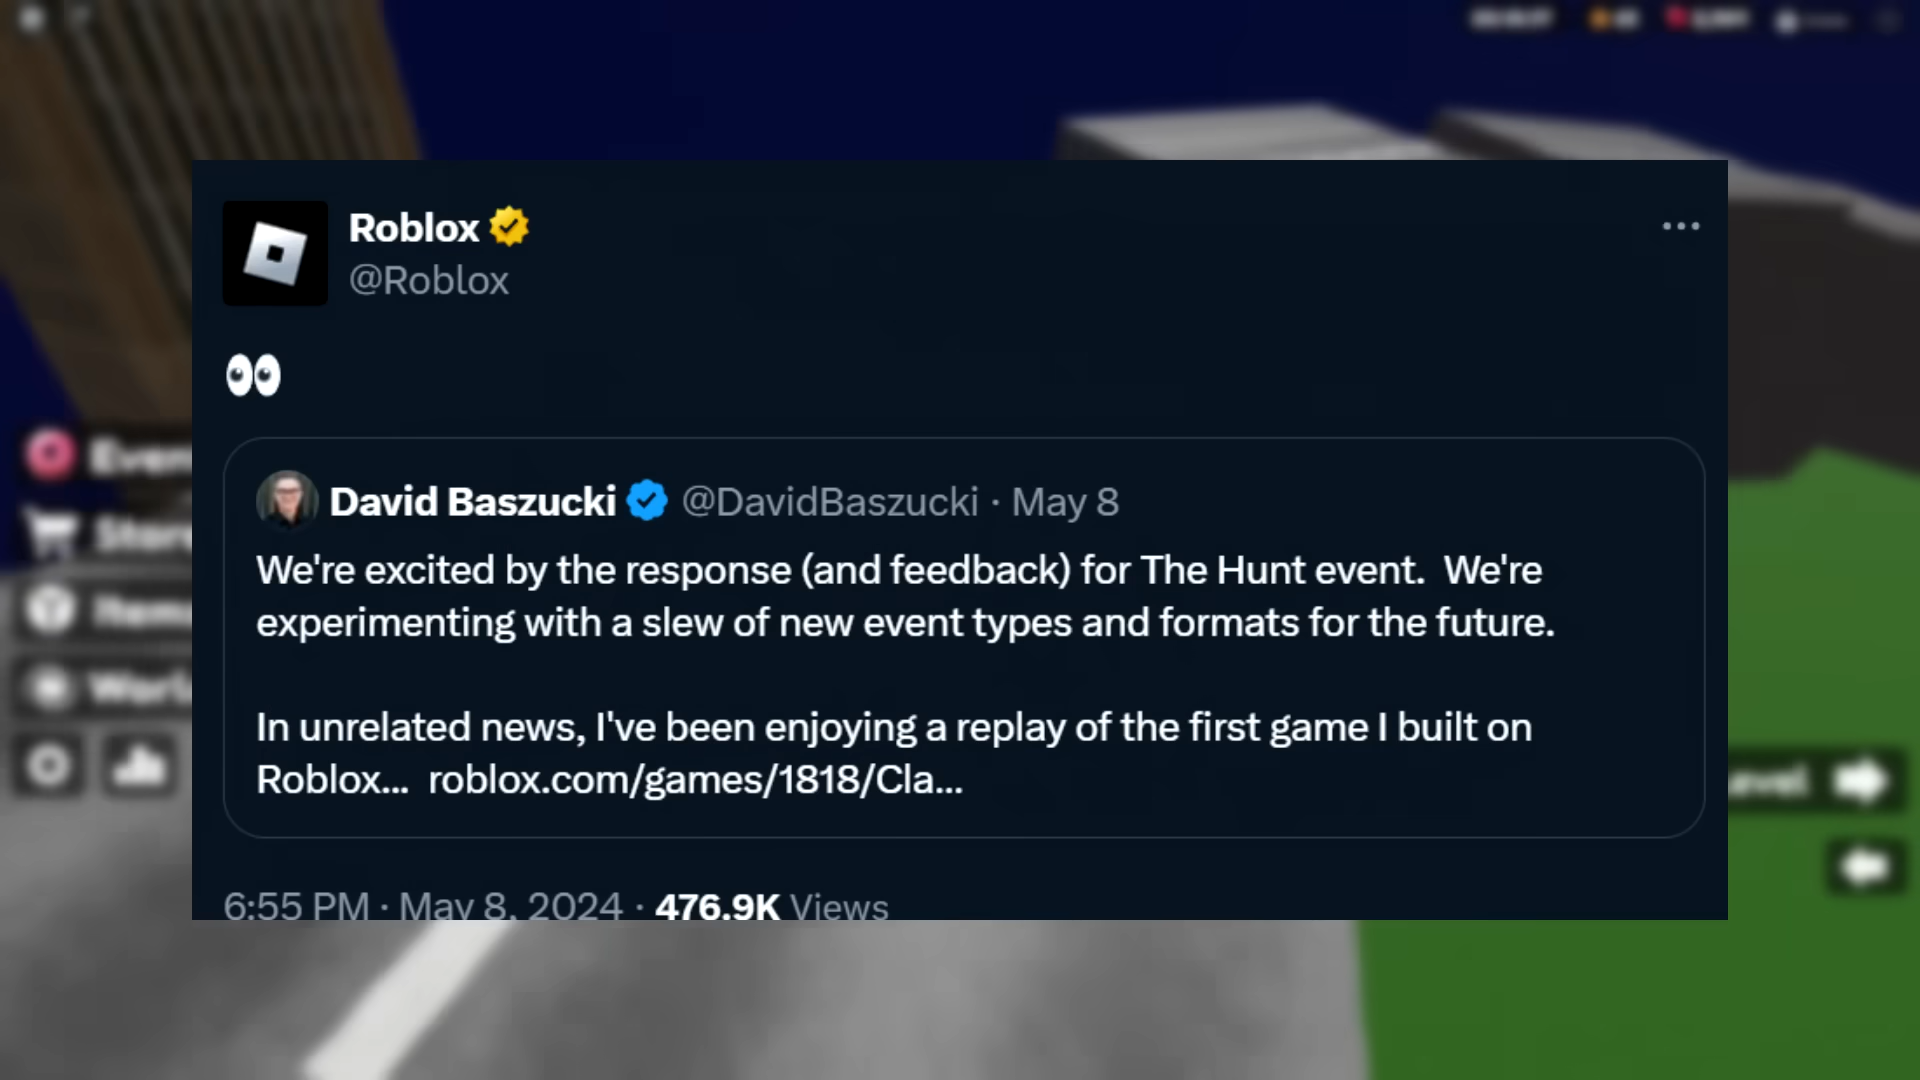 Roblox
@Roblox
👀
David Baszucki @DavidBaszucki · May 8
We're excited by the response (and feedback) for The Hunt event. We're
experimenting with a slew of new event types and formats for the future.
In unrelated news, I've been enjoying a replay of the first game I built on
Roblox... roblox.com/games/1818/Cla...
6:55 PM · May 8, 2024 · 476.9K Views
Store